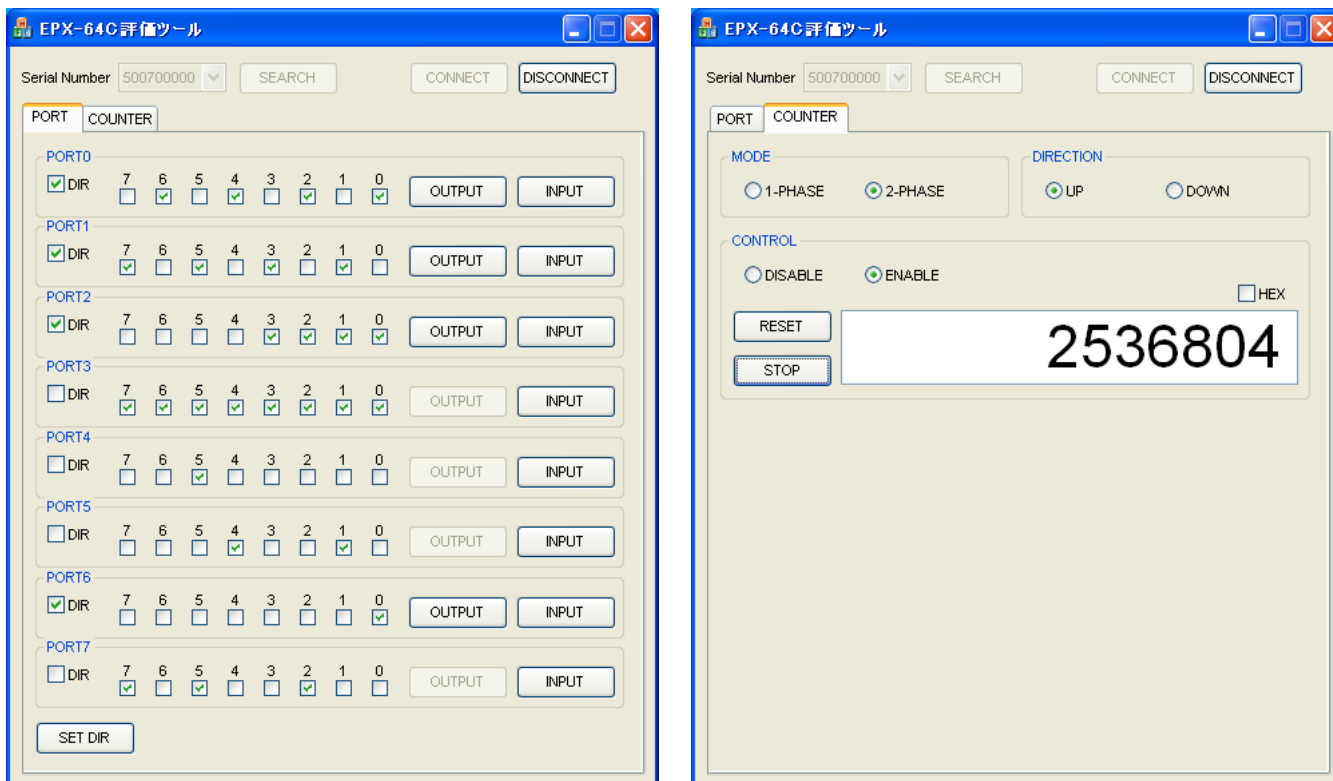 EPX-64C評価ツール
Serial Number 500700000 SEARCH CONNECT DISCONNECT
PORT COUNTER
PORT0
DIR 7 6 5 4 3 2 1 0 OUTPUT INPUT
PORT1
DIR 7 6 5 4 3 2 1 0 OUTPUT INPUT
PORT2
DIR 7 6 5 4 3 2 1 0 OUTPUT INPUT
PORT3
DIR 7 6 5 4 3 2 1 0 OUTPUT INPUT
PORT4
DIR 7 6 5 4 3 2 1 0 OUTPUT INPUT
PORT5
DIR 7 6 5 4 3 2 1 0 OUTPUT INPUT
PORT6
DIR 7 6 5 4 3 2 1 0 OUTPUT INPUT
PORT7
DIR 7 6 5 4 3 2 1 0 OUTPUT INPUT
SET DIR
EPX-64C評価ツール
Serial Number 500700000 SEARCH CONNECT DISCONNECT
PORT COUNTER
MODE DIRECTION
1-PHASE 2-PHASE UP DOWN
CONTROL
DISABLE ENABLE
HEX
RESET
2536804
STOP